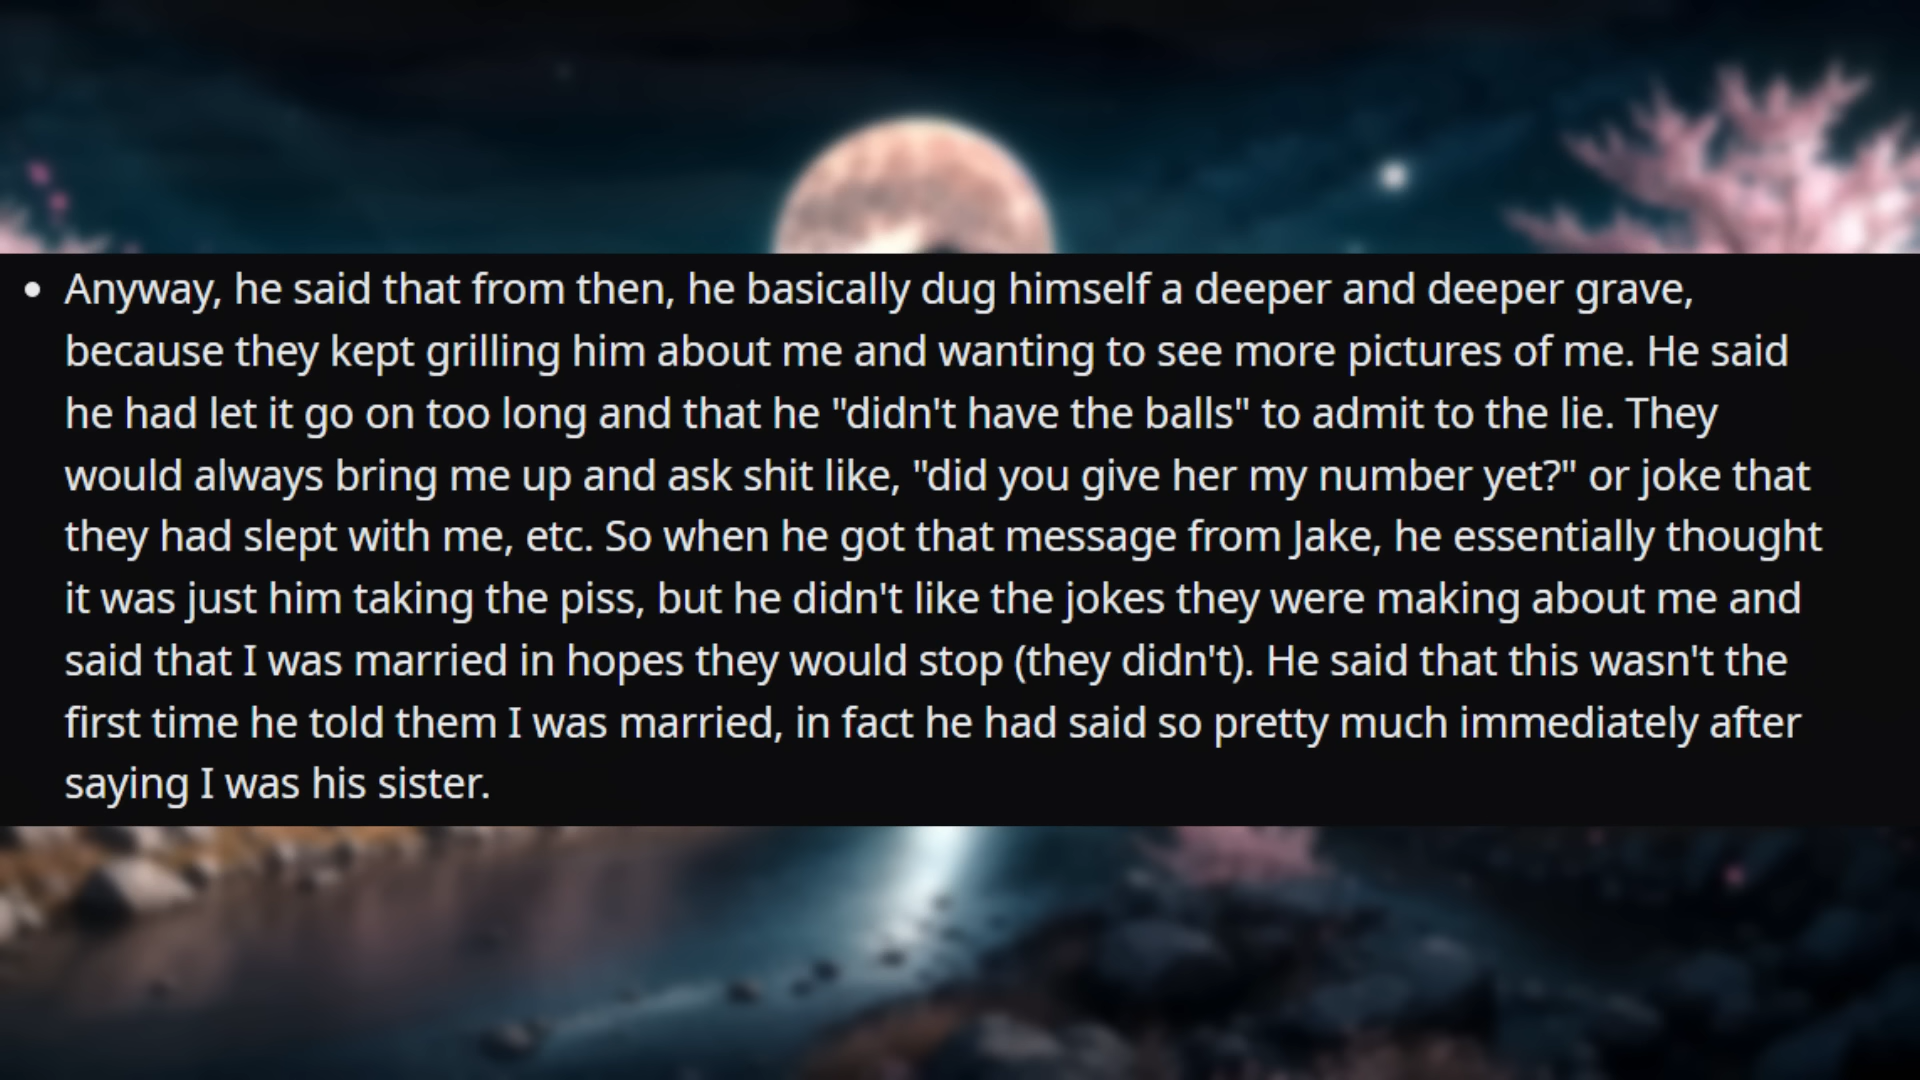 • Anyway, he said that from then, he basically dug himself a deeper and deeper grave,
because they kept grilling him about me and wanting to see more pictures of me. He said
he had let it go on too long and that he "didn't have the balls" to admit to the lie. They
would always bring me up and ask shit like, "did you give her my number yet?" or joke that
they had slept with me, etc. So when he got that message from Jake, he essentially thought
it was just him taking the piss, but he didn't like the jokes they were making about me and
said that I was married in hopes they would stop (they didn't). He said that this wasn't the
first time he told them I was married, in fact he had said so pretty much immediately after
saying I was his sister.